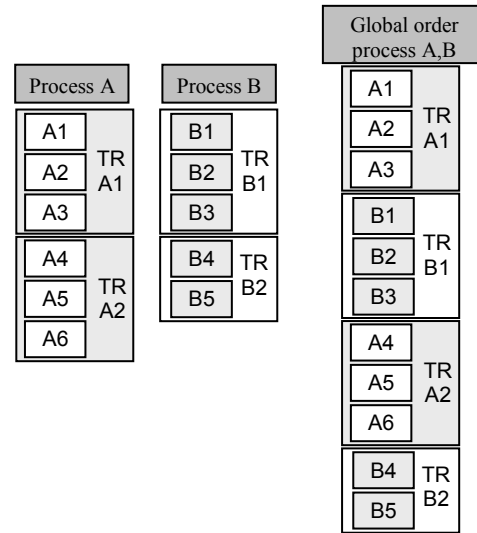 Process A
A1
A2
A3
TR
A1
A4
A5
A6
TR
A2
Process B
B1
B2
B3
TR
B1
B4
B5
TR
B2
Global order
process A,B
A1
A2
A3
TR
A1
B1
B2
B3
TR
B1
A4
A5
A6
TR
A2
B4
B5
TR
B2